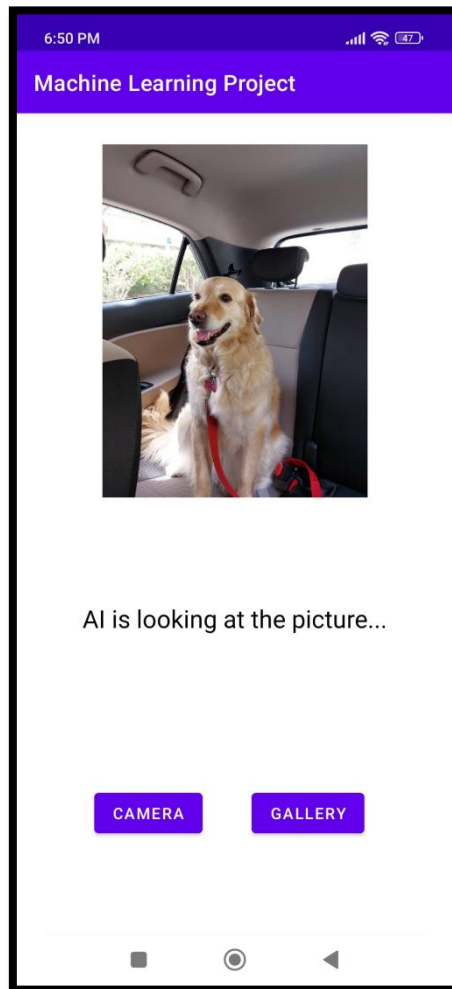 6:50 PM 47
Machine Learning Project
AI is looking at the picture...
CAMERA GALLERY